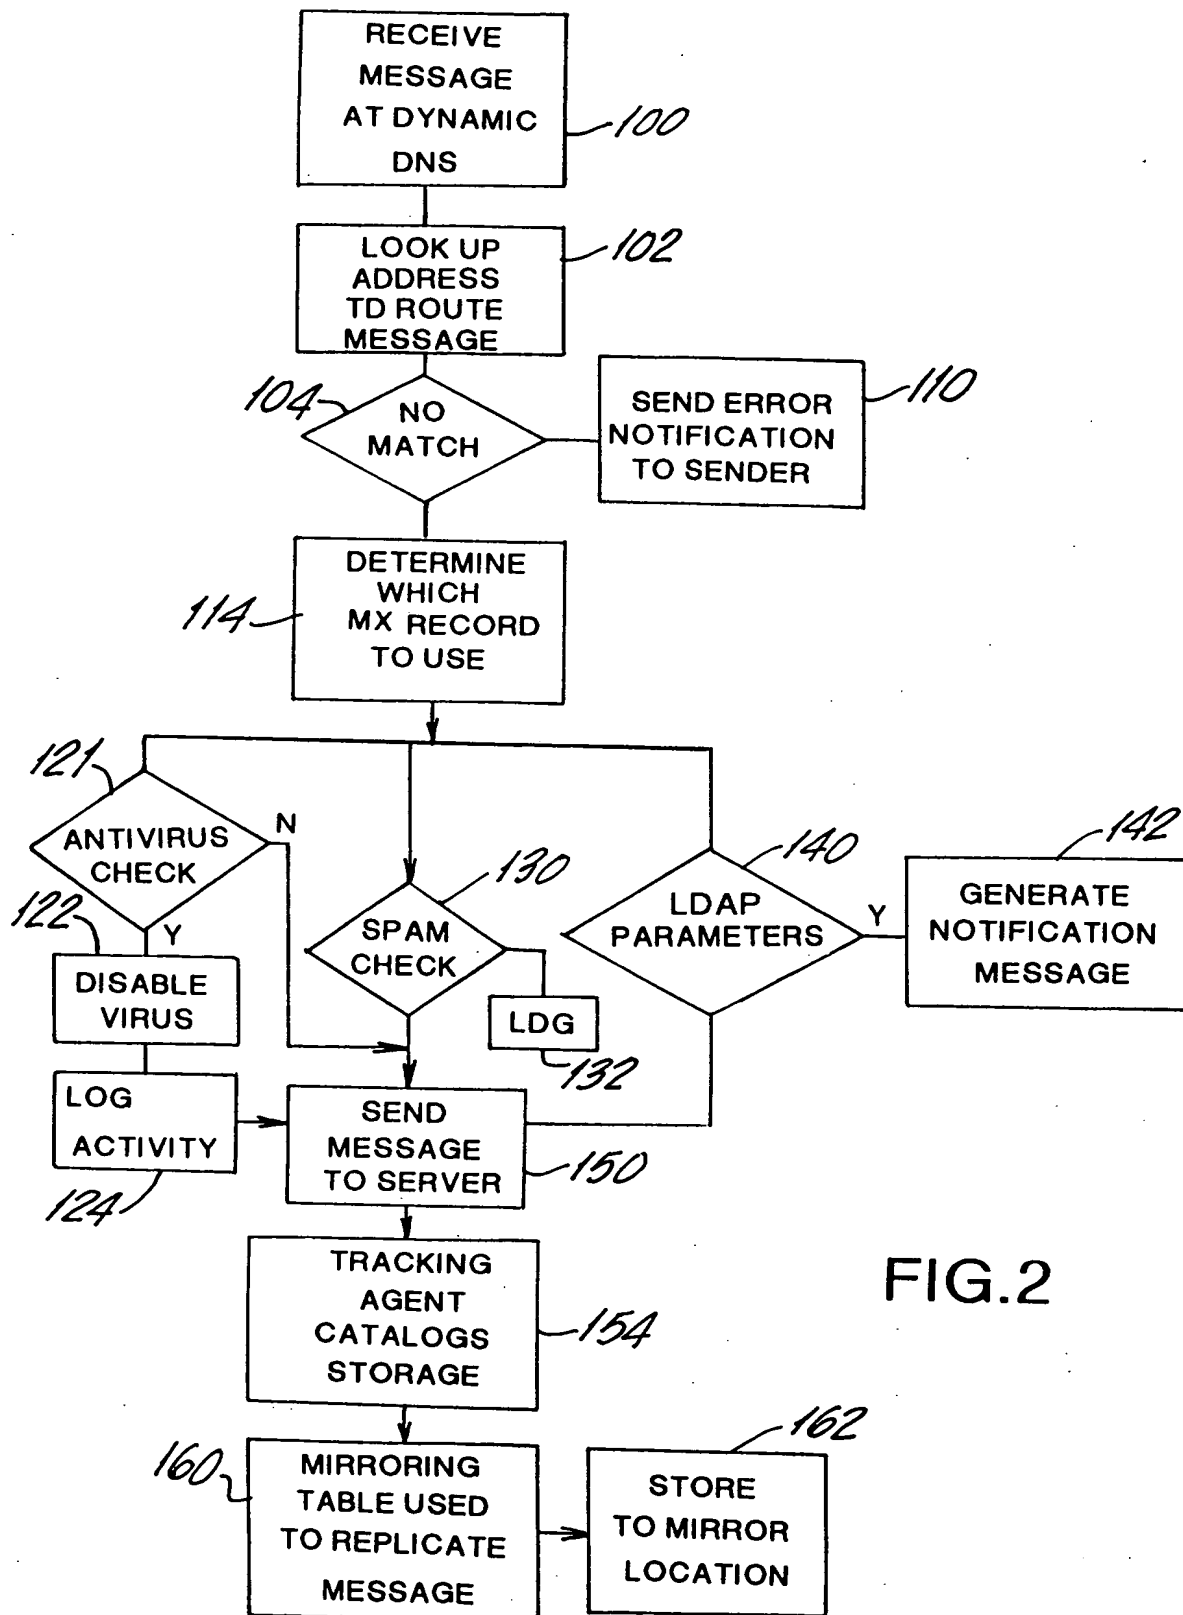 RECEIVE
MESSAGE
AT DYNAMIC
DNS
100
LOOK UP
ADDRESS
TD ROUTE
MESSAGE
102
104
NO
MATCH
SEND ERROR
NOTIFICATION
TO SENDER
110
DETERMINE
WHICH
MX RECORD
TO USE
114
121
ANTIVIRUS
CHECK
N
Y
122
DISABLE
VIRUS
LOG
ACTIVITY
124
130
SPAM
CHECK
LDG
132
140
LDAP
PARAMETERS
Y
142
GENERATE
NOTIFICATION
MESSAGE
SEND
MESSAGE
TO SERVER
150
TRACKING
AGENT
CATALOGS
STORAGE
154
160
MIRRORING
TABLE USED
TO REPLICATE
MESSAGE
162
STORE
TO MIRROR
LOCATION
FIG.2